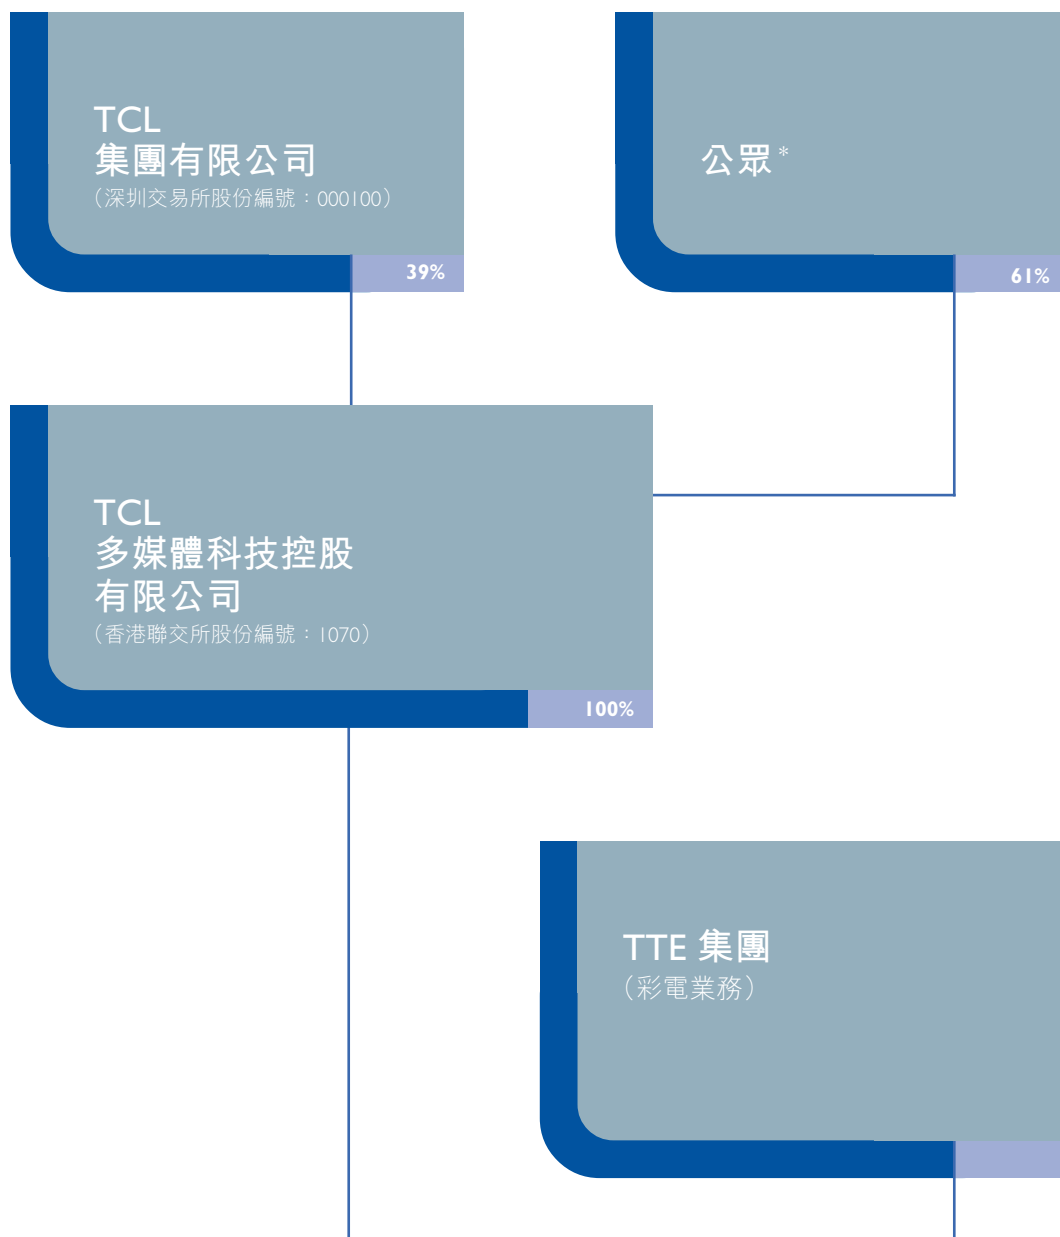 TCL
集團有限公司
（深圳交易所股份編號：000100）
39%
公眾*
61%
TCL
多媒體科技控股
有限公司
（香港聯交所股份編號：1070）
100%
TTE 集團
（彩電業務）